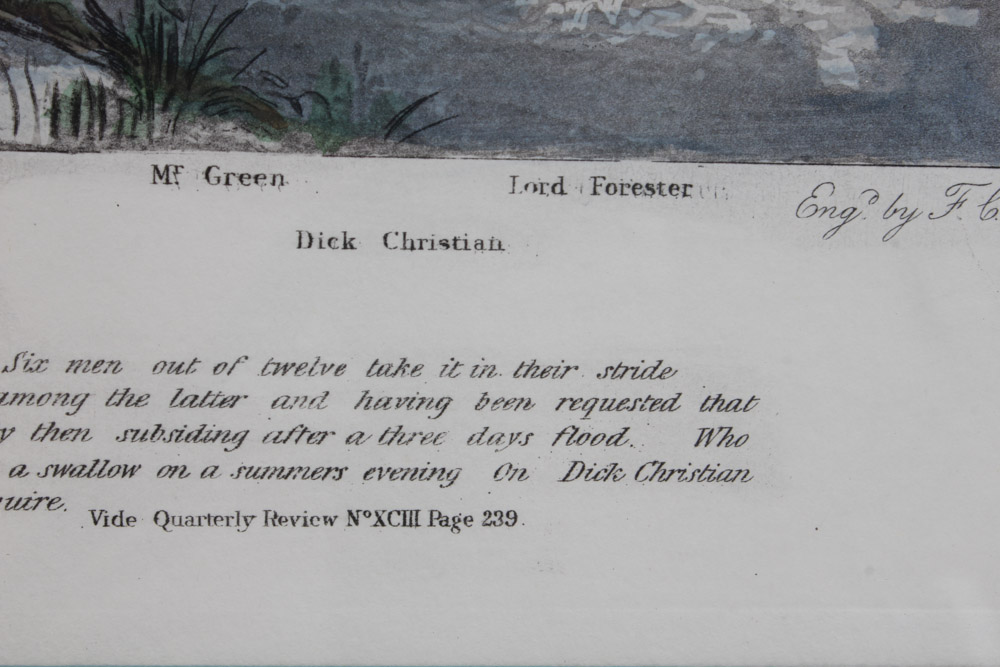 Mr Green
Lord Forester
Engd. by F. C.
Dick Christian
Six men out of twelve take it in their stride
among the latter and having been requested that
y then subsiding after a three days flood. Who
a swallow on a summers evening On Dick Christian
uire.
Vide Quarterly Review No XCIII Page 239.